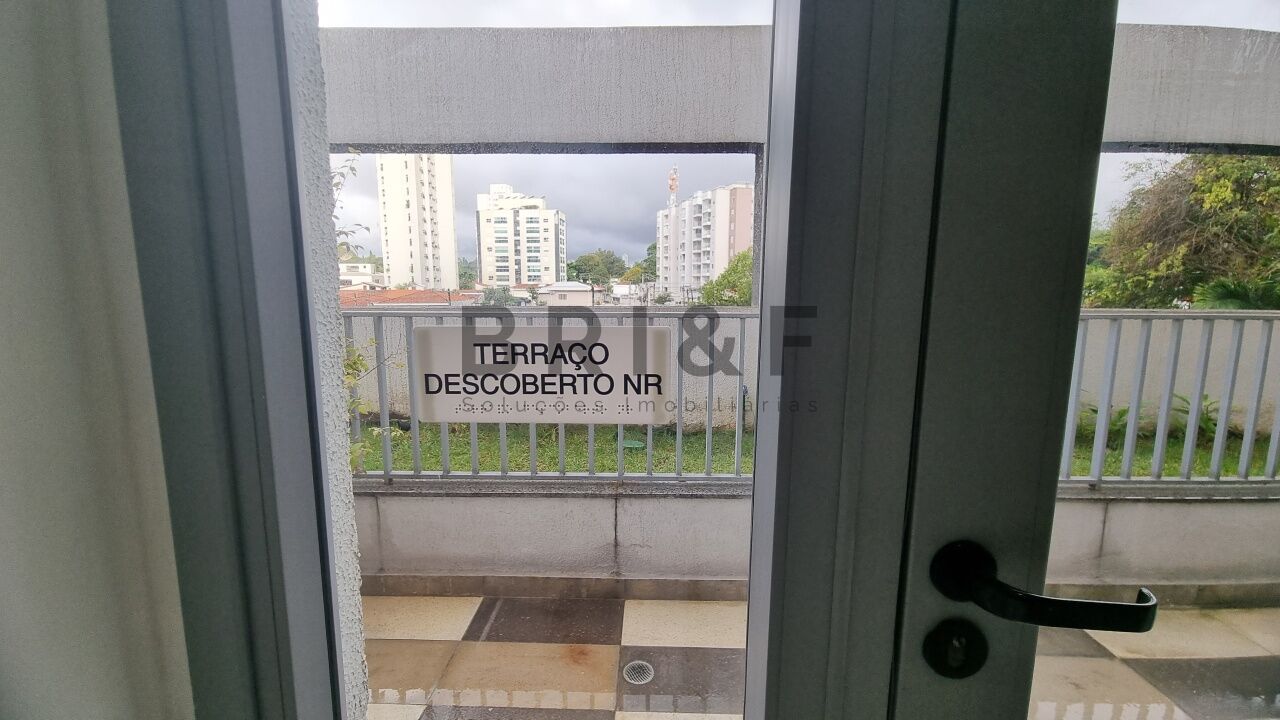 BRI&F
TERRAÇO
DESCOBERTO NR
Soluções Imobiliárias